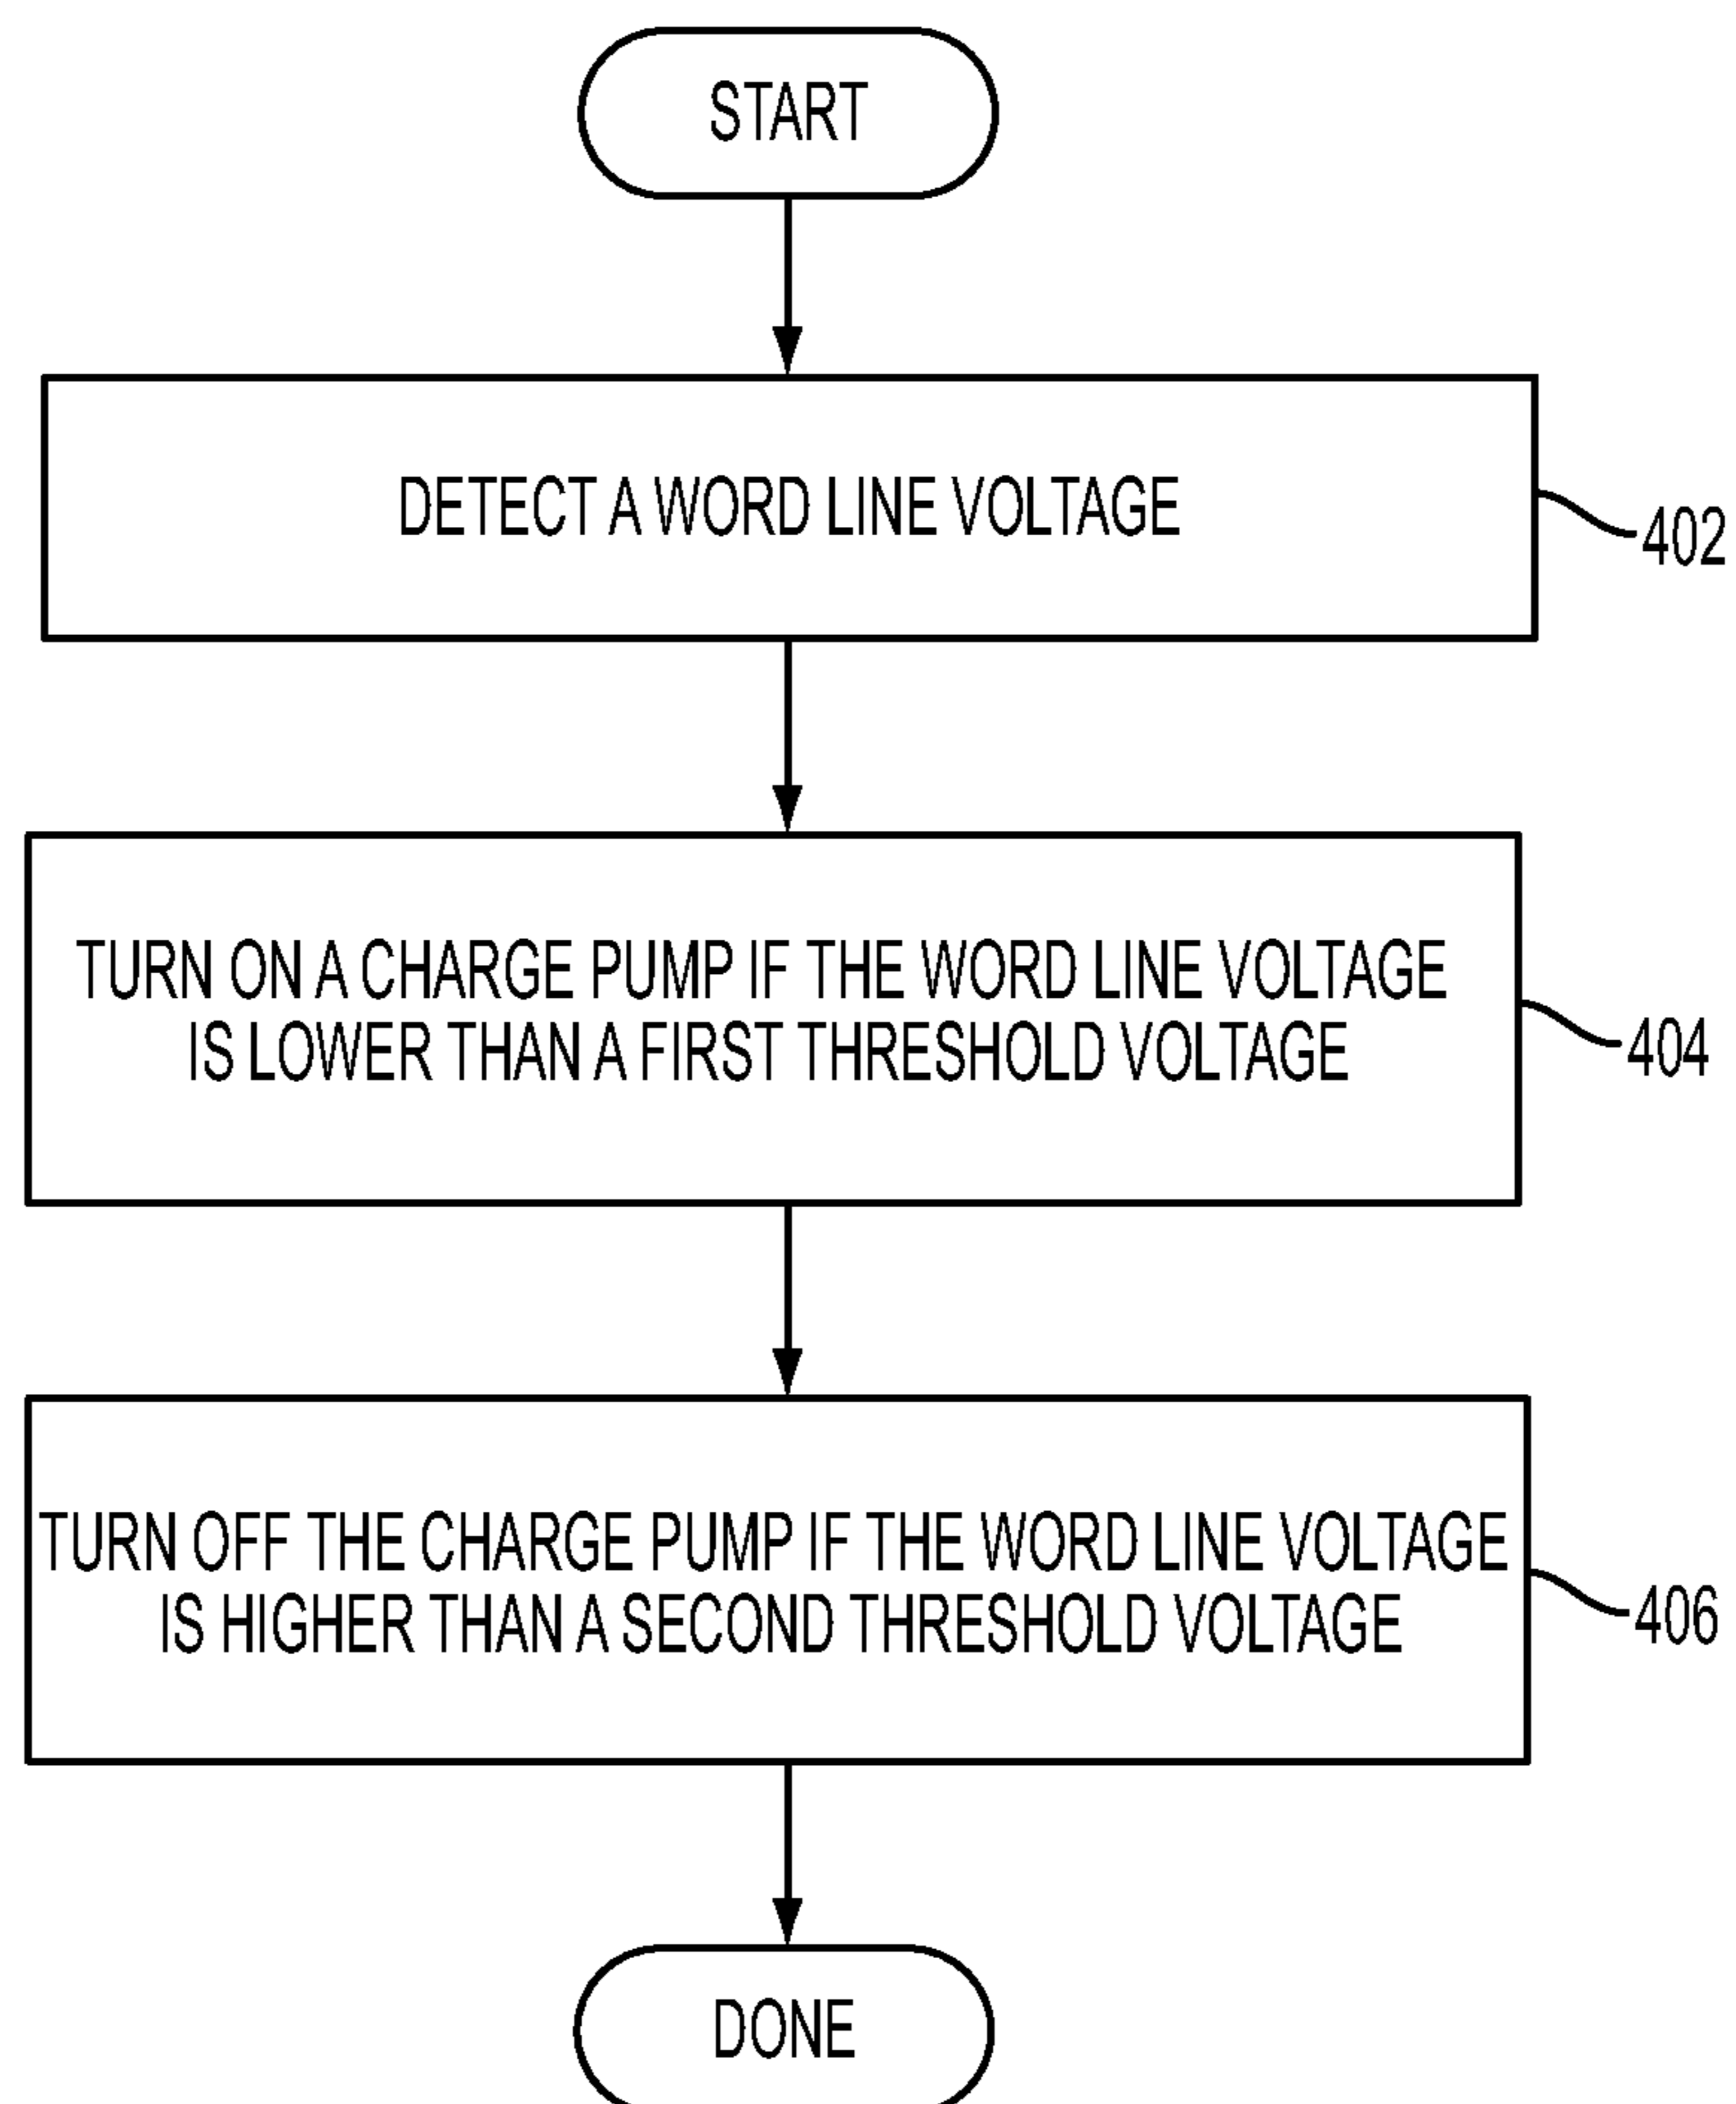 START
DETECT A WORD LINE VOLTAGE
402
TURN ON A CHARGE PUMP IF THE WORD LINE VOLTAGE
IS LOWER THAN A FIRST THRESHOLD VOLTAGE
404
TURN OFF THE CHARGE PUMP IF THE WORD LINE VOLTAGE
IS HIGHER THAN A SECOND THRESHOLD VOLTAGE
406
DONE